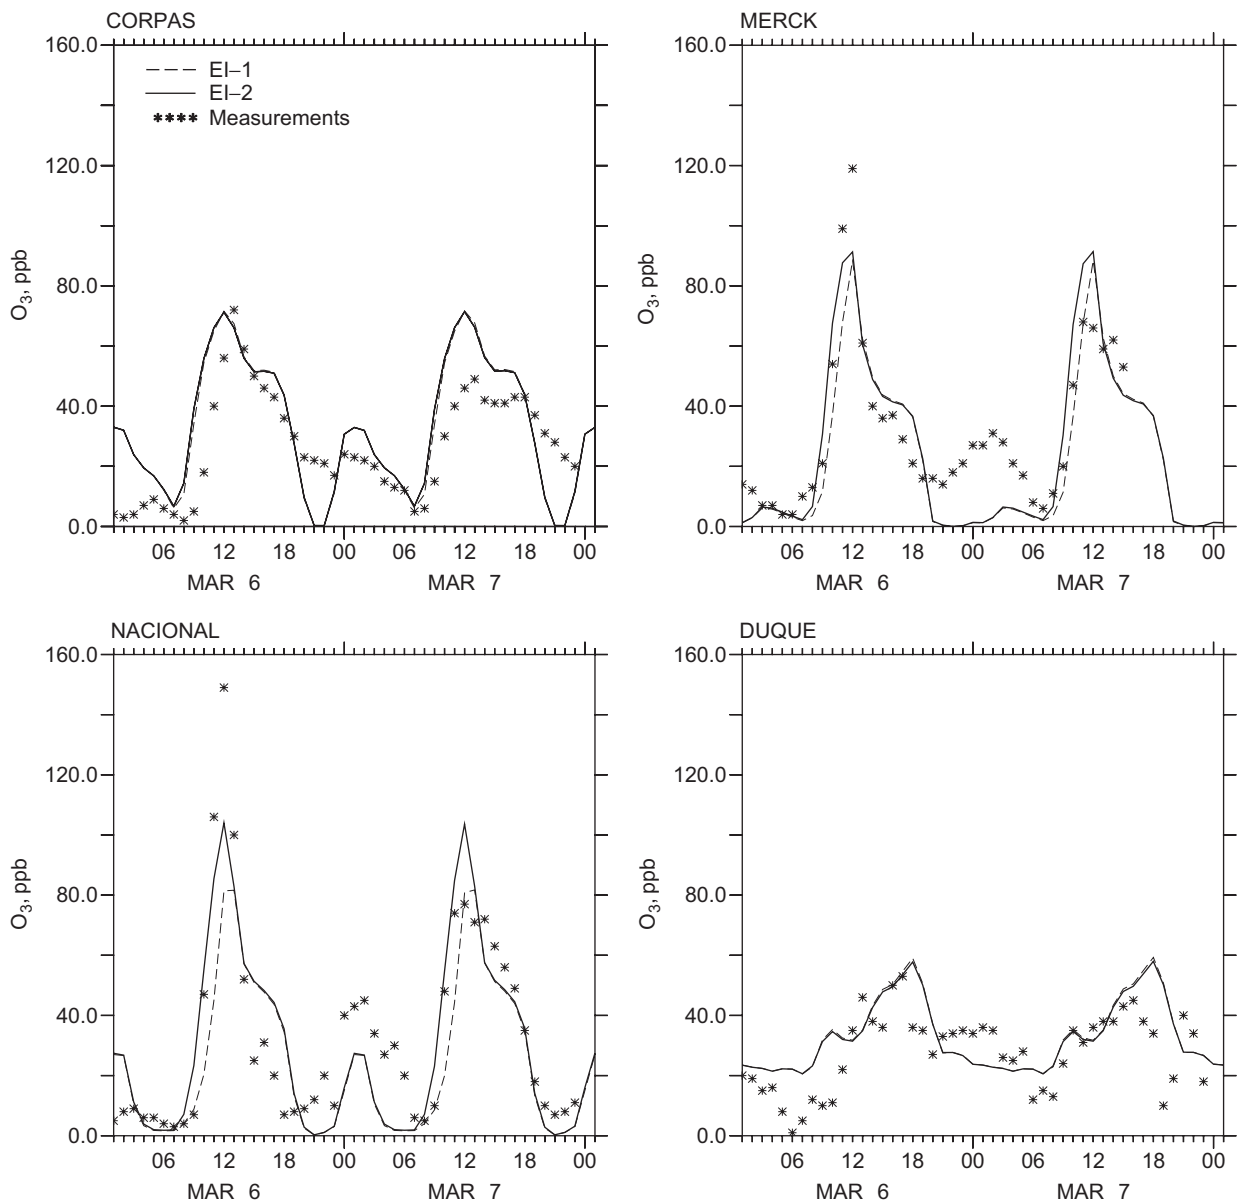 CORPAS
160.0
120.0
80.0
40.0
0.0
O3, ppb
EI–1
EI–2
**** Measurements
06 12 18 00 06 12 18 00
MAR 6 MAR 7
MERCK
160.0
120.0
80.0
40.0
0.0
O3, ppb
06 12 18 00 06 12 18 00
MAR 6 MAR 7
NACIONAL
160.0
120.0
80.0
40.0
0.0
O3, ppb
06 12 18 00 06 12 18 00
MAR 6 MAR 7
DUQUE
160.0
120.0
80.0
40.0
0.0
O3, ppb
06 12 18 00 06 12 18 00
MAR 6 MAR 7